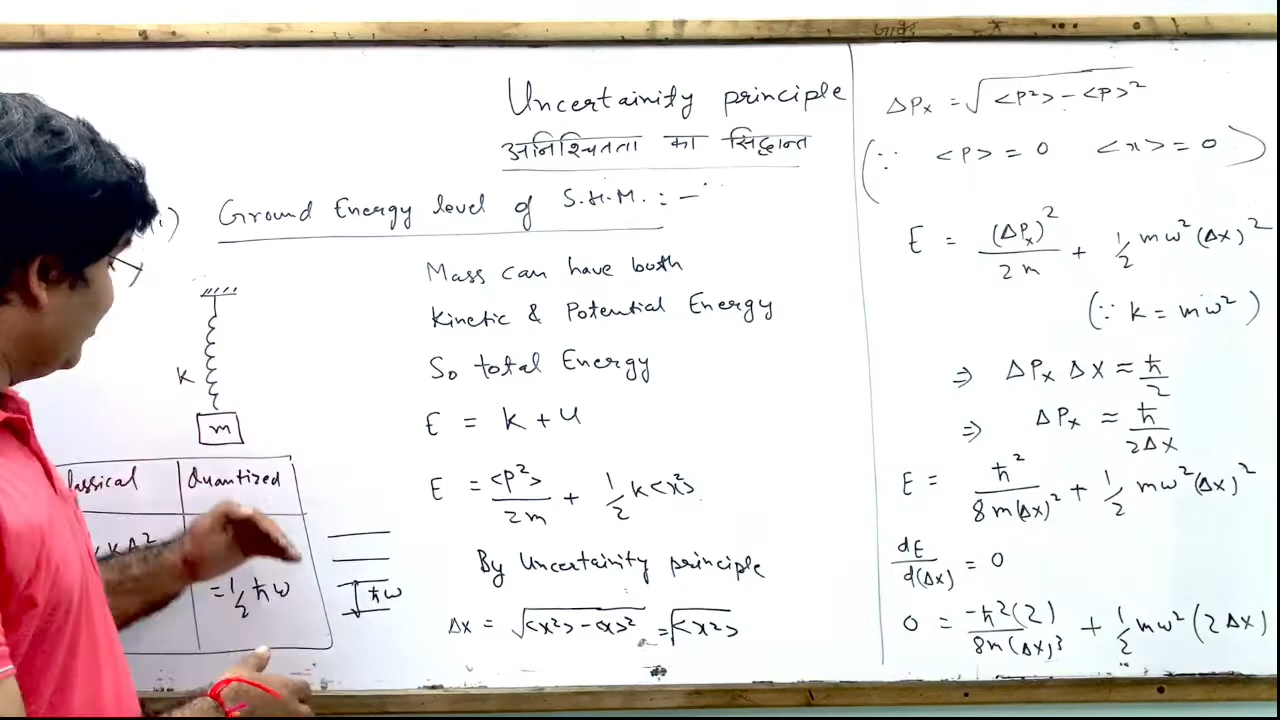 Uncertainity principle
अनिश्यितता का सिद्धान्त
1.) Ground Energy level of S.H.M. : -
K
m
Mass can have both
Kinetic & Potential Energy
So total Energy
E = K + U
E = <p²>/2m + 1/2 K<x²>
By Uncertainity principle
Δx = √(<x²> - <x>²) = √<x²>
lassical Quantized
KA²
= 1/2 ħω
ħω
ΔPx = √(<P²> - <P>²)
(∵ <P> = 0 <x> = 0)
E = (ΔPx)²/2m + 1/2 mω²(Δx)²
(∵ k = mω²)
⇒ ΔPx ΔX ≈ ħ/2
⇒ ΔPx ≈ ħ/2Δx
E = ħ²/8m(Δx)² + 1/2 mω²(Δx)²
dE/d(Δx) = 0
0 = -ħ²(2)/8m(Δx)³ + 1/2 mω²(2Δx)